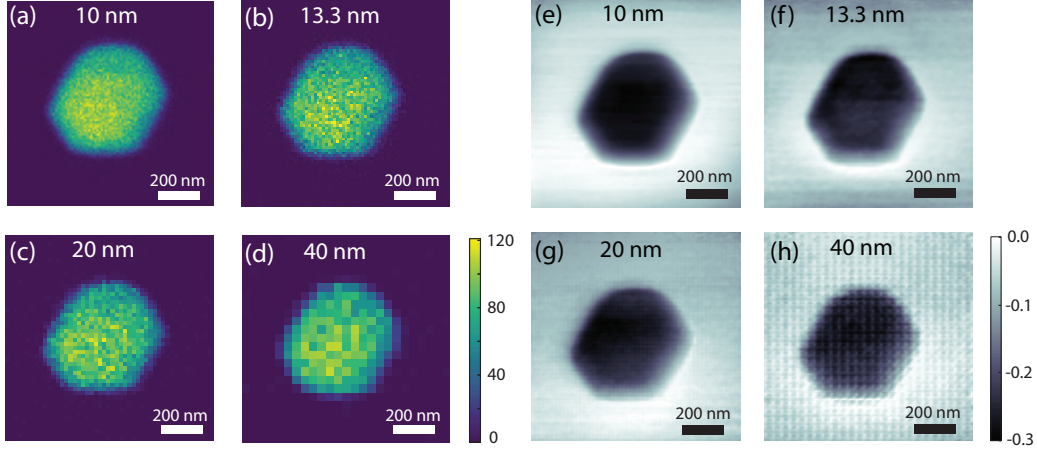 (a) 10 nm
200 nm
(b) 13.3 nm
200 nm
(e) 10 nm
200 nm
(f) 13.3 nm
200 nm
(c) 20 nm
200 nm
(d) 40 nm
200 nm
120
80
40
0
(g) 20 nm
200 nm
(h) 40 nm
200 nm
0.0
-0.1
-0.2
-0.3